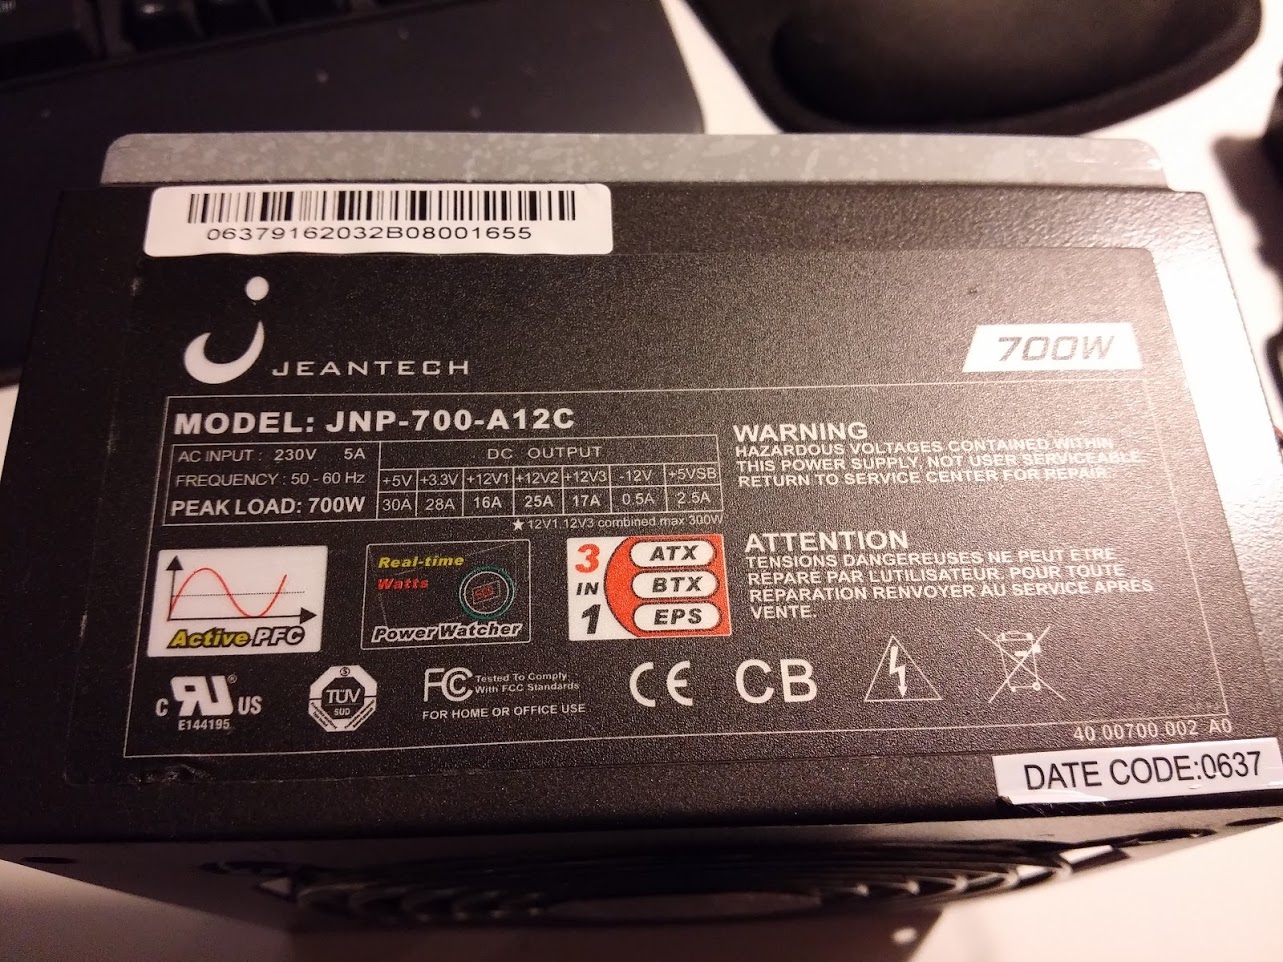 06379162032B08001655
JEANTECH
700W
MODEL: JNP-700-A12C
AC INPUT : 230V 5A
FREQUENCY : 50 - 60 Hz
PEAK LOAD: 700W
DC OUTPUT
+5V +3.3V +12V1 +12V2 +12V3 -12V +5VSB
30A 28A 16A 25A 17A 0.5A 2.5A
★12V1,12V3 combined max 300W
WARNING
HAZARDOUS VOLTAGES CONTAINED WITHIN
THIS POWER SUPPLY, NOT USER SERVICEABLE.
RETURN TO SERVICE CENTER FOR REPAIR.
ATTENTION
TENSIONS DANGEREUSES NE PEUT ETRE
REPARE PAR L'UTILISATEUR, POUR TOUTE
REPARATION RENVOYER AU SERVICE APRES
VENTE.
Active PFC
Real-time
Watts
Power Watcher
3
IN
1
ATX
BTX
EPS
C RU ® US
E144195
TÜV
SUD
FC Tested To Comply
With FCC Standards
FOR HOME OR OFFICE USE
CE
CB
40 00700 002 A0
DATE CODE:0637